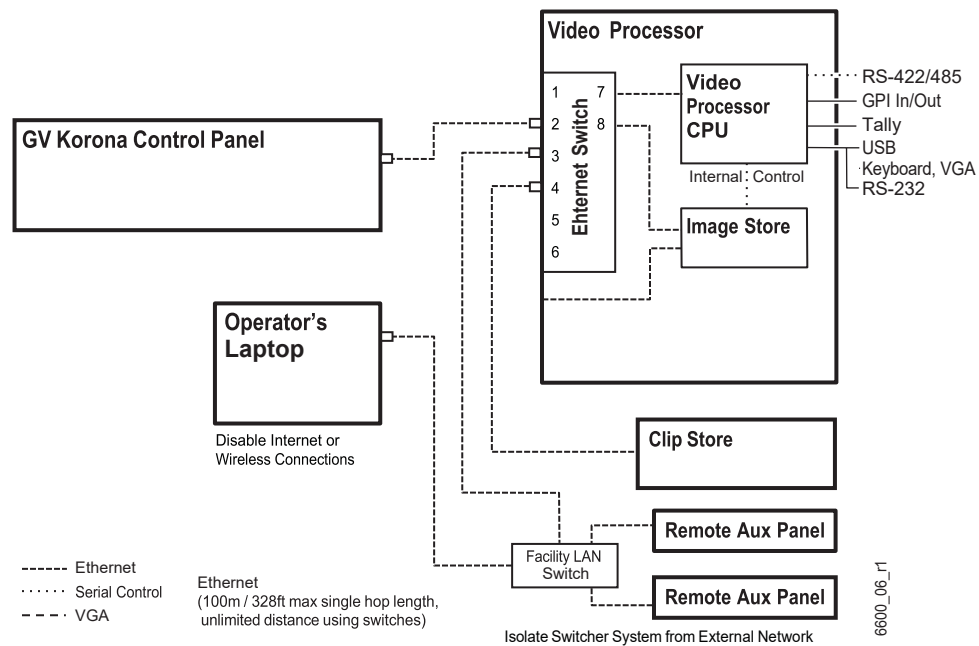 Video Processor
GV Korona Control Panel
1
2
3
4
5
6
7
8
Ehternet Switch
Video
Processor
CPU
RS-422/485
GPI In/Out
Tally
USB
Keyboard, VGA
RS-232
Internal Control
Image Store
Operator's
Laptop
Disable Internet or
Wireless Connections
Clip Store
Remote Aux Panel
Facility LAN
Switch
Remote Aux Panel
Ethernet
Serial Control
VGA
Ethernet
(100m / 328ft max single hop length,
unlimited distance using switches)
Isolate Switcher System from External Network
6600_06_r1